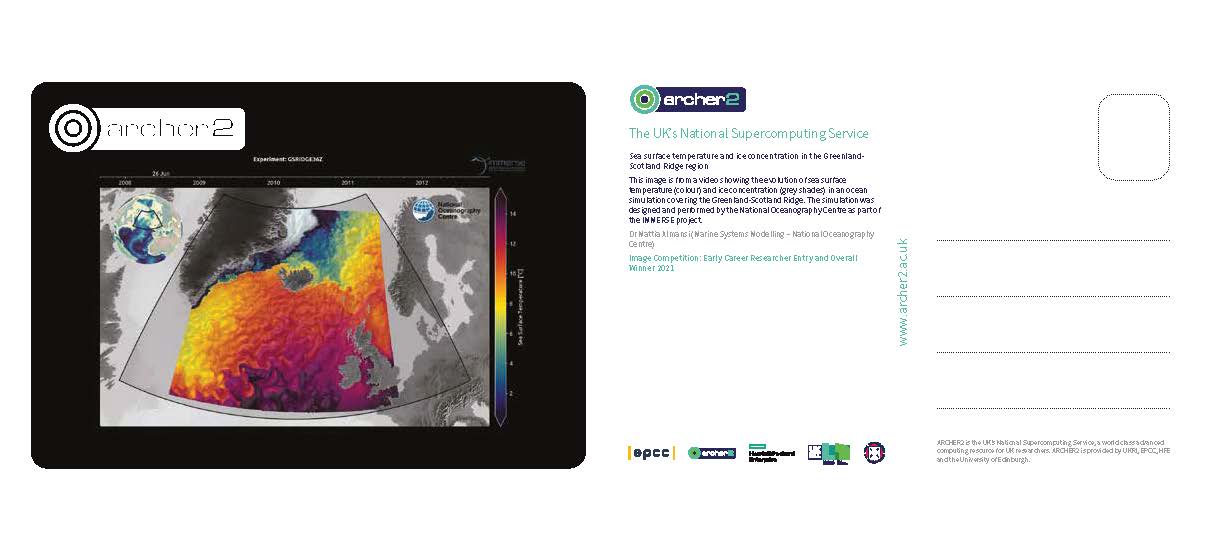 archer2
Experiment: GSRIDGE36Z
immerse
26 Jun
2008 2009 2010 2011 2012
National
Oceanography
Centre
14
12
10
8
6
4
2
Sea Surface Temperature [°C]
archer2
The UK's National Supercomputing Service
Sea surface temperature and ice concentration in the Greenland-
Scotland Ridge region
This image is from a video showing the evolution of sea surface
temperature (colour) and ice concentration (grey shades) in an ocean
simulation covering the Greenland-Scotland Ridge. The simulation was
designed and performed by the National Oceanography Centre as part of
the IMMERSE project.
Dr Mattia Almansi (Marine Systems Modelling – National Oceanography
Centre)
Image Competition: Early Career Researcher Entry and Overall
Winner 2021
epcc
archer2
Hewlett Packard
Enterprise
UK
www.archer2.ac.uk
ARCHER2 is the UK's National Supercomputing Service, a world class advanced
computing resource for UK researchers. ARCHER2 is provided by UKRI, EPCC, HPE
and the University of Edinburgh.